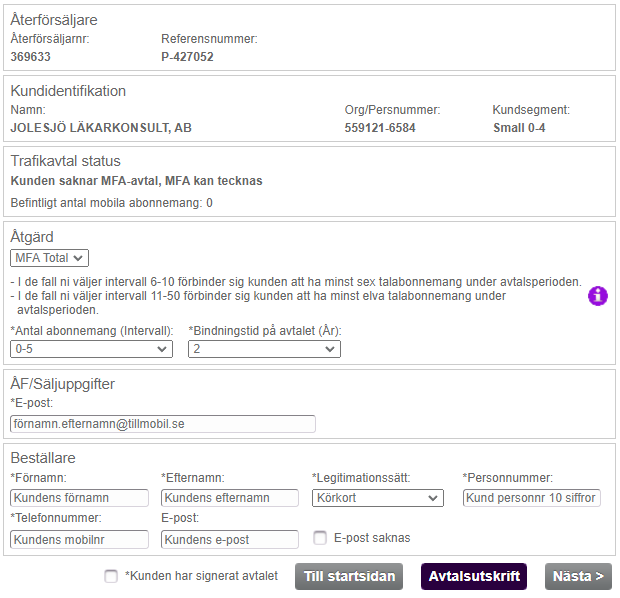 Återförsäljare
Återförsäljarnr: Referensnummer:
369633 P-427052
Kundidentifikation
Namn: Org/Persnummer: Kundsegment:
JOLESJÖ LÄKARKONSULT, AB 559121-6584 Small 0-4
Trafikavtal status
Kunden saknar MFA-avtal, MFA kan tecknas
Befintligt antal mobila abonnemang: 0
Åtgärd
MFA Total
- I de fall ni väljer intervall 6-10 förbinder sig kunden att ha minst sex talabonnemang under avtalsperioden.
- I de fall ni väljer intervall 11-50 förbinder sig kunden att ha minst elva talabonnemang under
avtalsperioden.
*Antal abonnemang (Intervall): *Bindningstid på avtalet (År):
0-5 2
ÅF/Säljuppgifter
*E-post:
förnamn.efternamn@tillmobil.se
Beställare
*Förnamn: *Efternamn: *Legitimationssätt: *Personnummer:
Kundens förnamn Kundens efternamn Körkort Kund personnr 10 siffror
*Telefonnummer: E-post:
Kundens mobilnr Kundens e-post E-post saknas
*Kunden har signerat avtalet Till startsidan Avtalsutskrift Nästa >